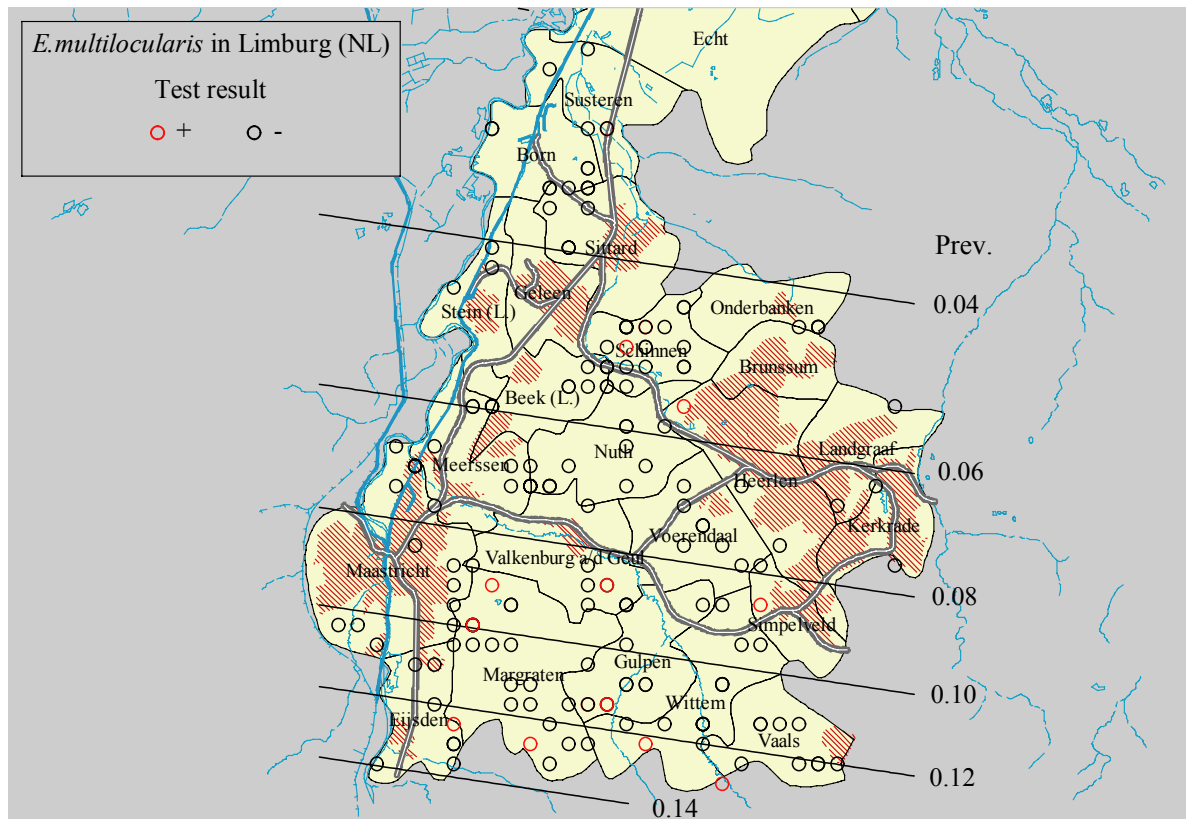 E.multilocularis in Limburg (NL)
Test result
+ -
Echt
Susteren
Born
Sittard
Prev.
Geleen
0.04
Stein (L.)
Onderbanken
Schinnen
Brunssum
Beek (L.)
Nuth
Landgraaf
Meerssen
0.06
Heerlen
Kerkrade
Voerendaal
Valkenburg a/d Geul
Maastricht
0.08
Simpelveld
Gulpen
Margraten
0.10
Wittem
Eijsden
Vaals
0.12
0.14